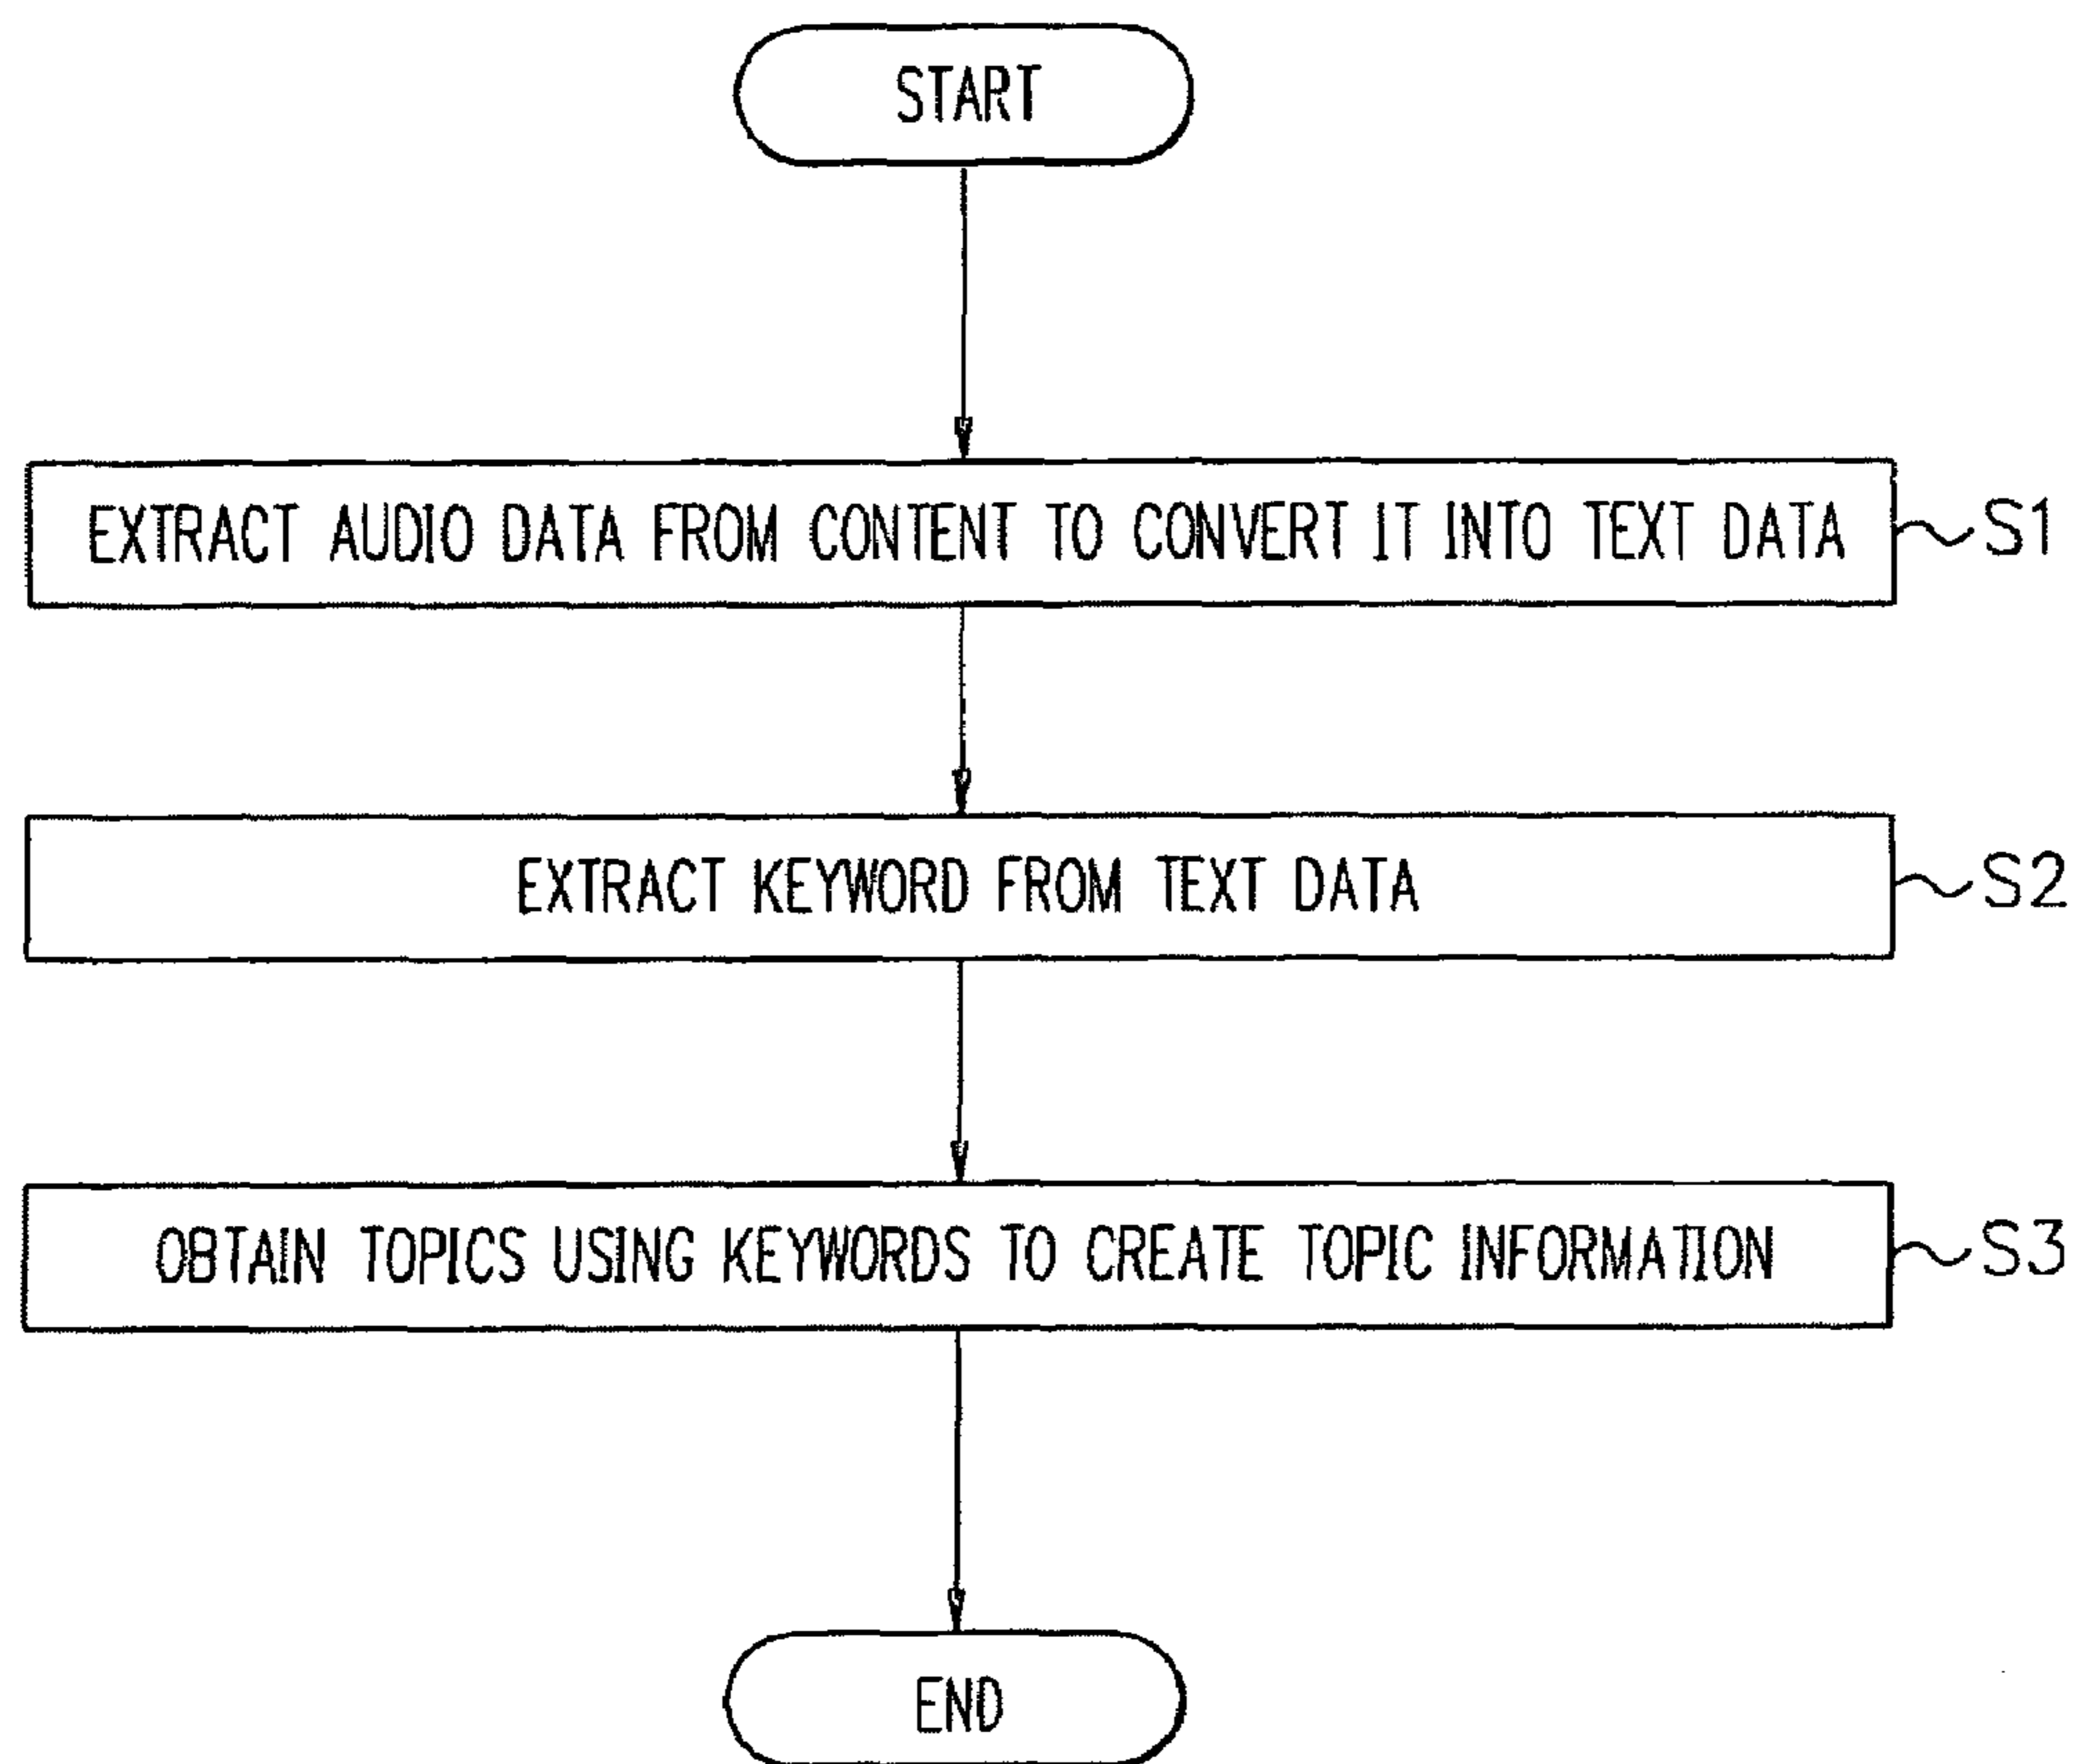 START
EXTRACT AUDIO DATA FROM CONTENT TO CONVERT IT INTO TEXT DATA S1
EXTRACT KEYWORD FROM TEXT DATA S2
OBTAIN TOPICS USING KEYWORDS TO CREATE TOPIC INFORMATION S3
END